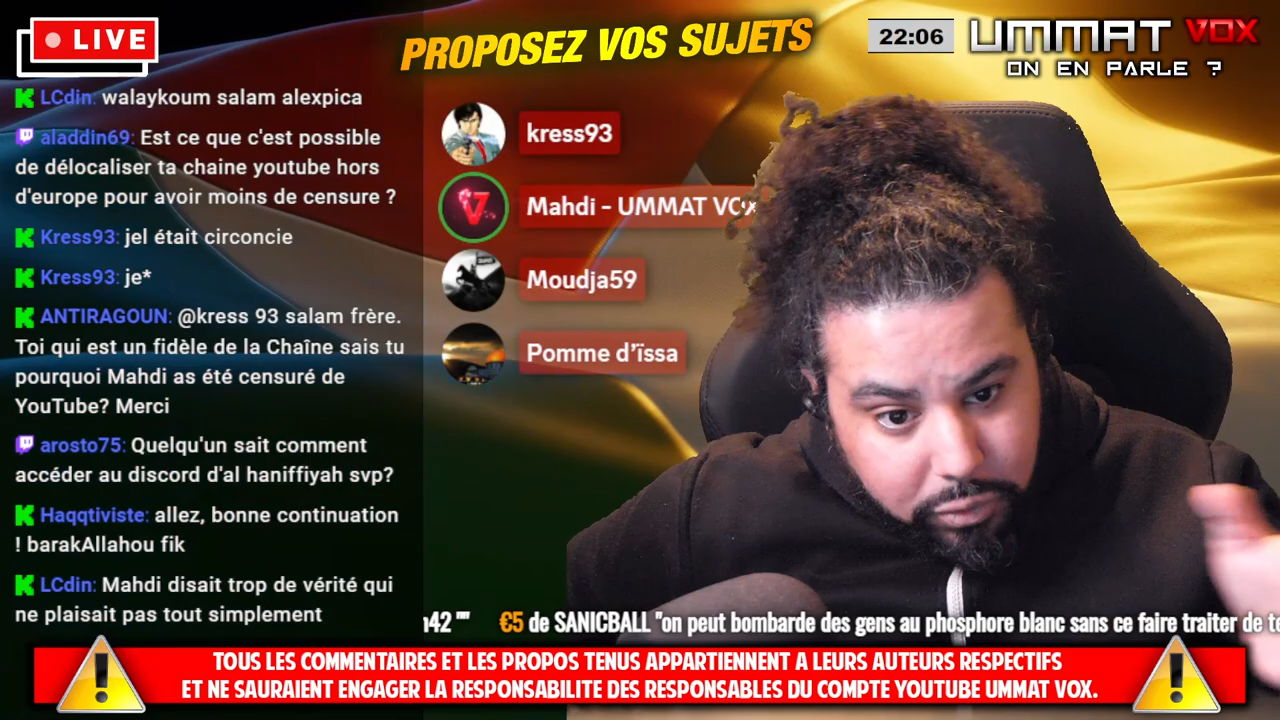 LIVE
PROPOSEZ VOS SUJETS
22:06
UMMAT VOX
ON EN PARLE ?
LCdin: walaykoum salam alexpica
aladdin69: Est ce que c'est possible
de délocaliser ta chaine youtube hors
d'europe pour avoir moins de censure ?
Kress93: jel était circoncie
Kress93: je*
ANTIRAGOUN: @kress 93 salam frère.
Toi qui est un fidèle de la Chaîne sais tu
pourquoi Mahdi as été censuré de
YouTube? Merci
arosto75: Quelqu'un sait comment
accéder au discord d'al haniffiyah svp?
Haqqtiviste: allez, bonne continuation
! barakAllahou fik
LCdin: Mahdi disait trop de vérité qui
ne plaisait pas tout simplement
kress93
Mahdi - UMMAT VOX
Moudja59
Pomme d'ïssa
42 "" €5 de SANICBALL "on peut bombarde des gens au phosphore blanc sans ce faire traiter de
TOUS LES COMMENTAIRES ET LES PROPOS TENUS APPARTIENNENT A LEURS AUTEURS RESPECTIFS
ET NE SAURAIENT ENGAGER LA RESPONSABILITE DES RESPONSABLES DU COMPTE YOUTUBE UMMAT VOX.